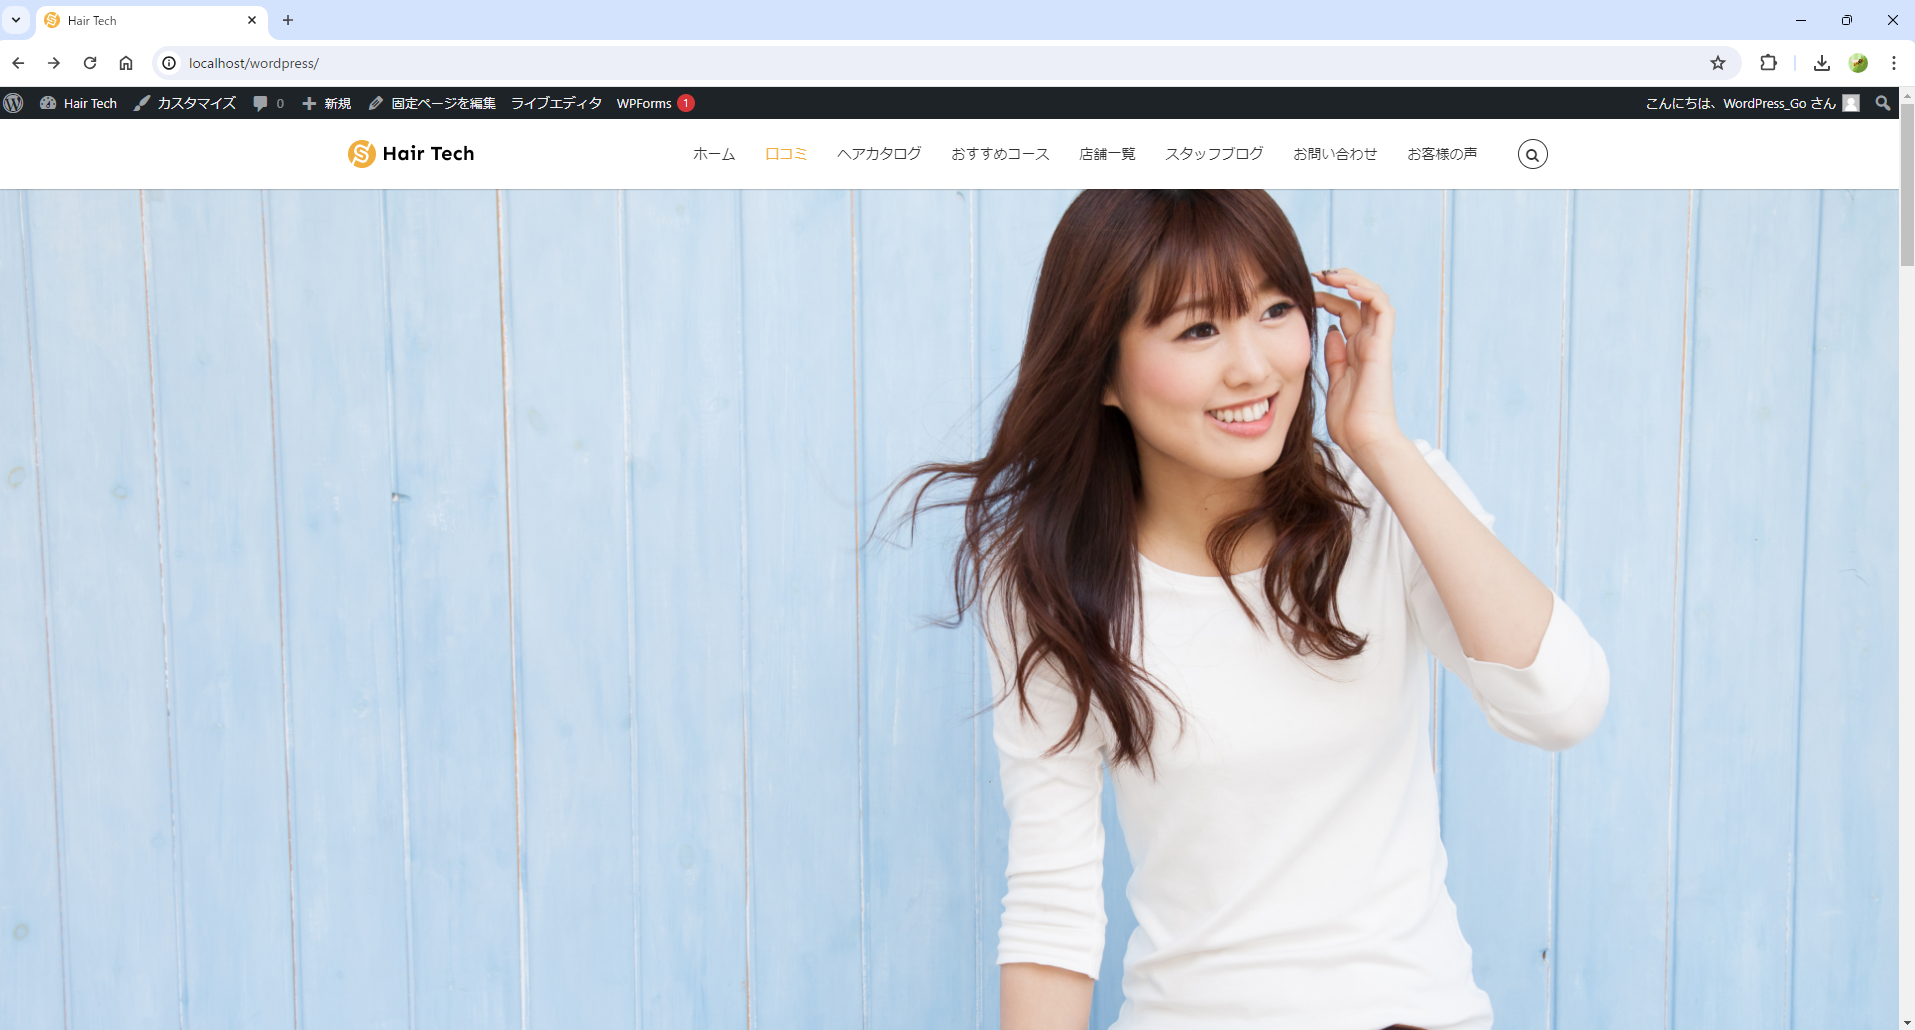 Hair Tech
localhost/wordpress/
Hair Tech カスタマイズ 0 新規 固定ページを編集 ライブエディタ WPForms 1 こんにちは、WordPress_Go さん
Hair Tech ホーム 口コミ ヘアカタログ おすすめコース 店舗一覧 スタッフブログ お問い合わせ お客様の声